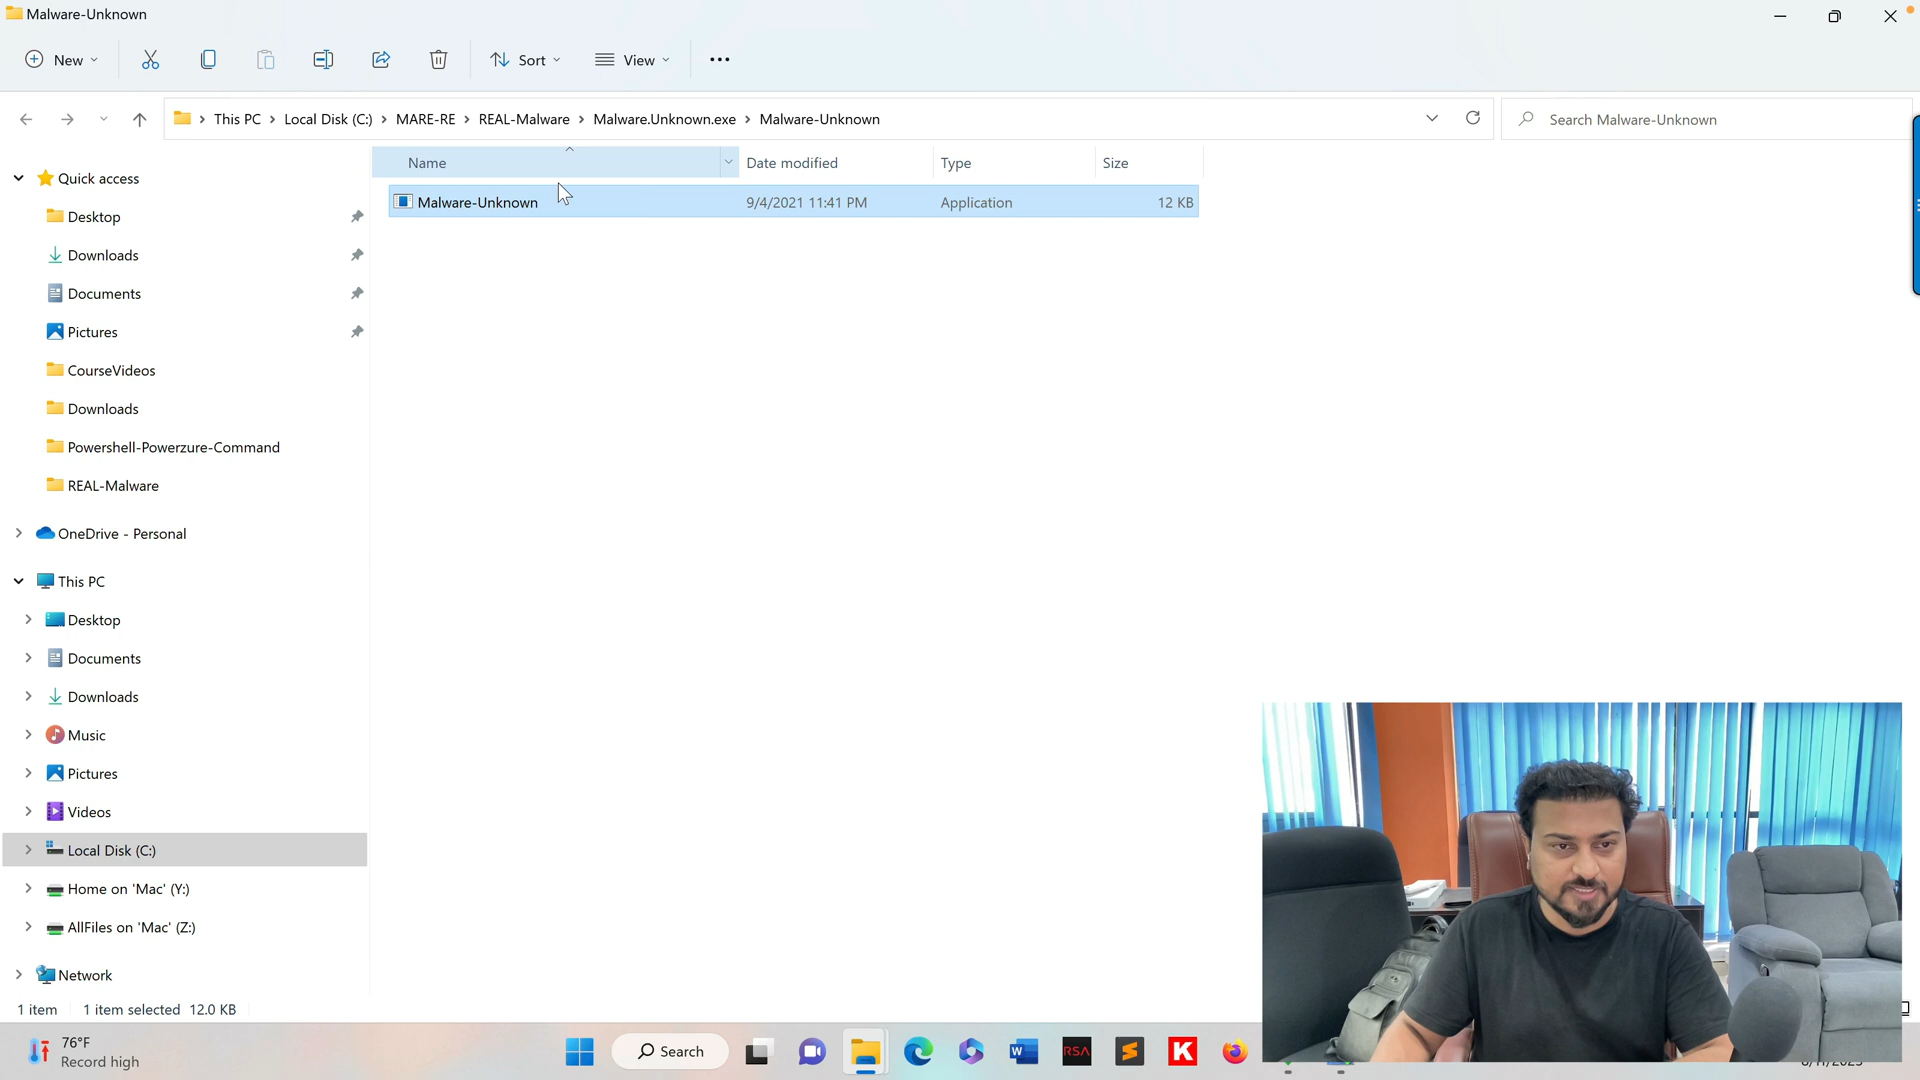 Malware-Unknown
New
Sort
View
This PC > Local Disk (C:) > MARE-RE > REAL-Malware > Malware.Unknown.exe > Malware-Unknown
Search Malware-Unknown
Name
Date modified
Type
Size
Malware-Unknown
9/4/2021 11:41 PM
Application
12 KB
Quick access
Desktop
Downloads
Documents
Pictures
CourseVideos
Downloads
Powershell-Powerzure-Command
REAL-Malware
OneDrive - Personal
This PC
Desktop
Documents
Downloads
Music
Pictures
Videos
Local Disk (C:)
Home on 'Mac' (Y:)
AllFiles on 'Mac' (Z:)
Network
1 item
1 item selected 12.0 KB
76°F
Record high
Search
W
RSA
K